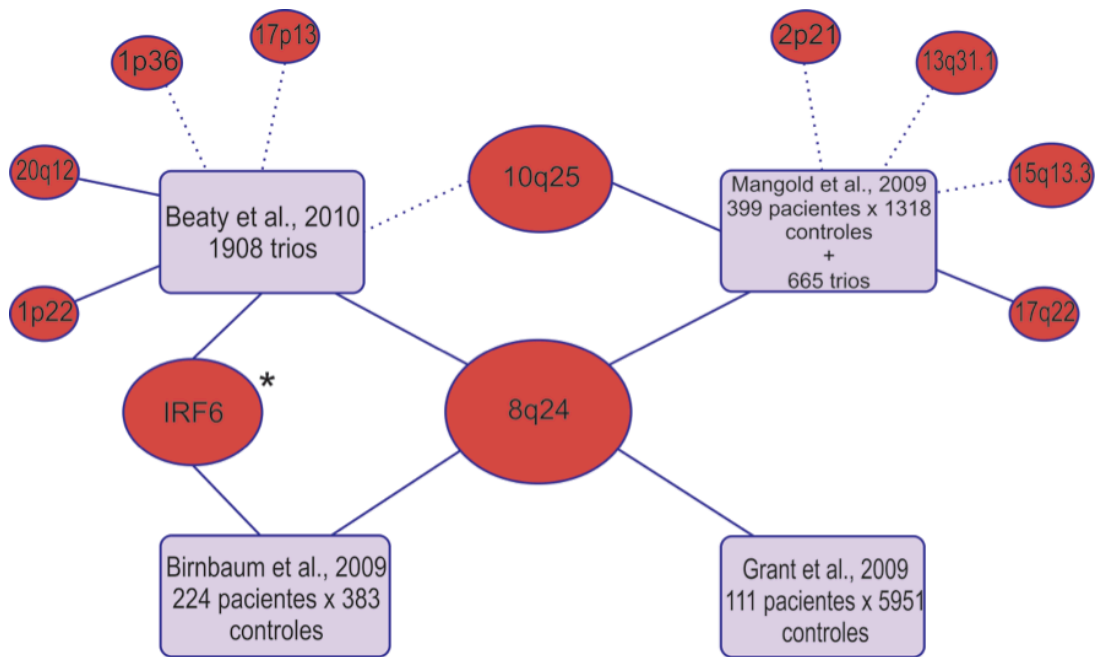 17p13
2p21
1p36
13q31.1
20q12
10q25
15q13.3
Beaty et al., 2010
1908 trios
Mangold et al., 2009
399 pacientes x 1318
controles
+
665 trios
1p22
17q22
IRF6
*
8q24
Birnbaum et al., 2009
224 pacientes x 383
controles
Grant et al., 2009
111 pacientes x 5951
controles